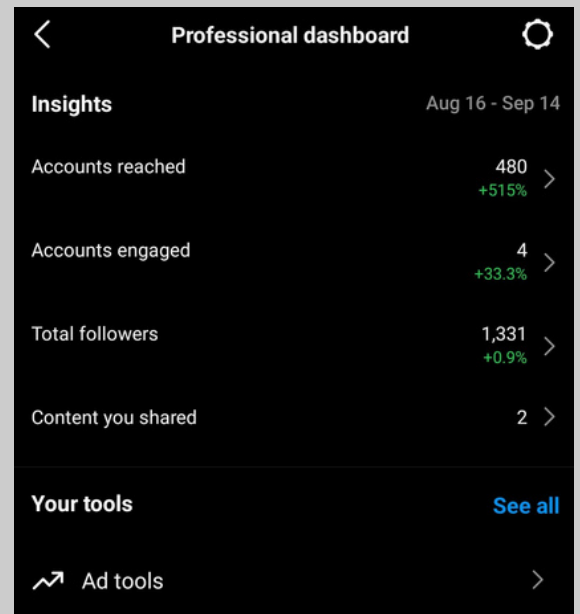 Professional dashboard
Insights
Aug 16 - Sep 14
Accounts reached
480
+515%
Accounts engaged
4
+33.3%
Total followers
1,331
+0.9%
Content you shared
2
Your tools
See all
Ad tools